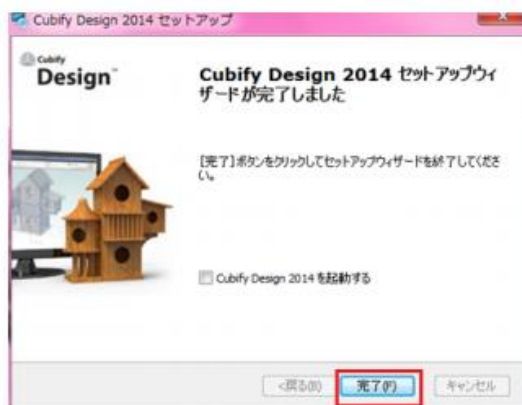 Cubify Design 2014 セットアップ
Cubify
Design™
Cubify Design 2014 セットアップウィ
ザードが完了しました
[完了]ボタンをクリックしてセットアップウィザードを終了してくださ
い。
Cubify Design 2014 を起動する
<戻る(B)
完了(F)
キャンセル